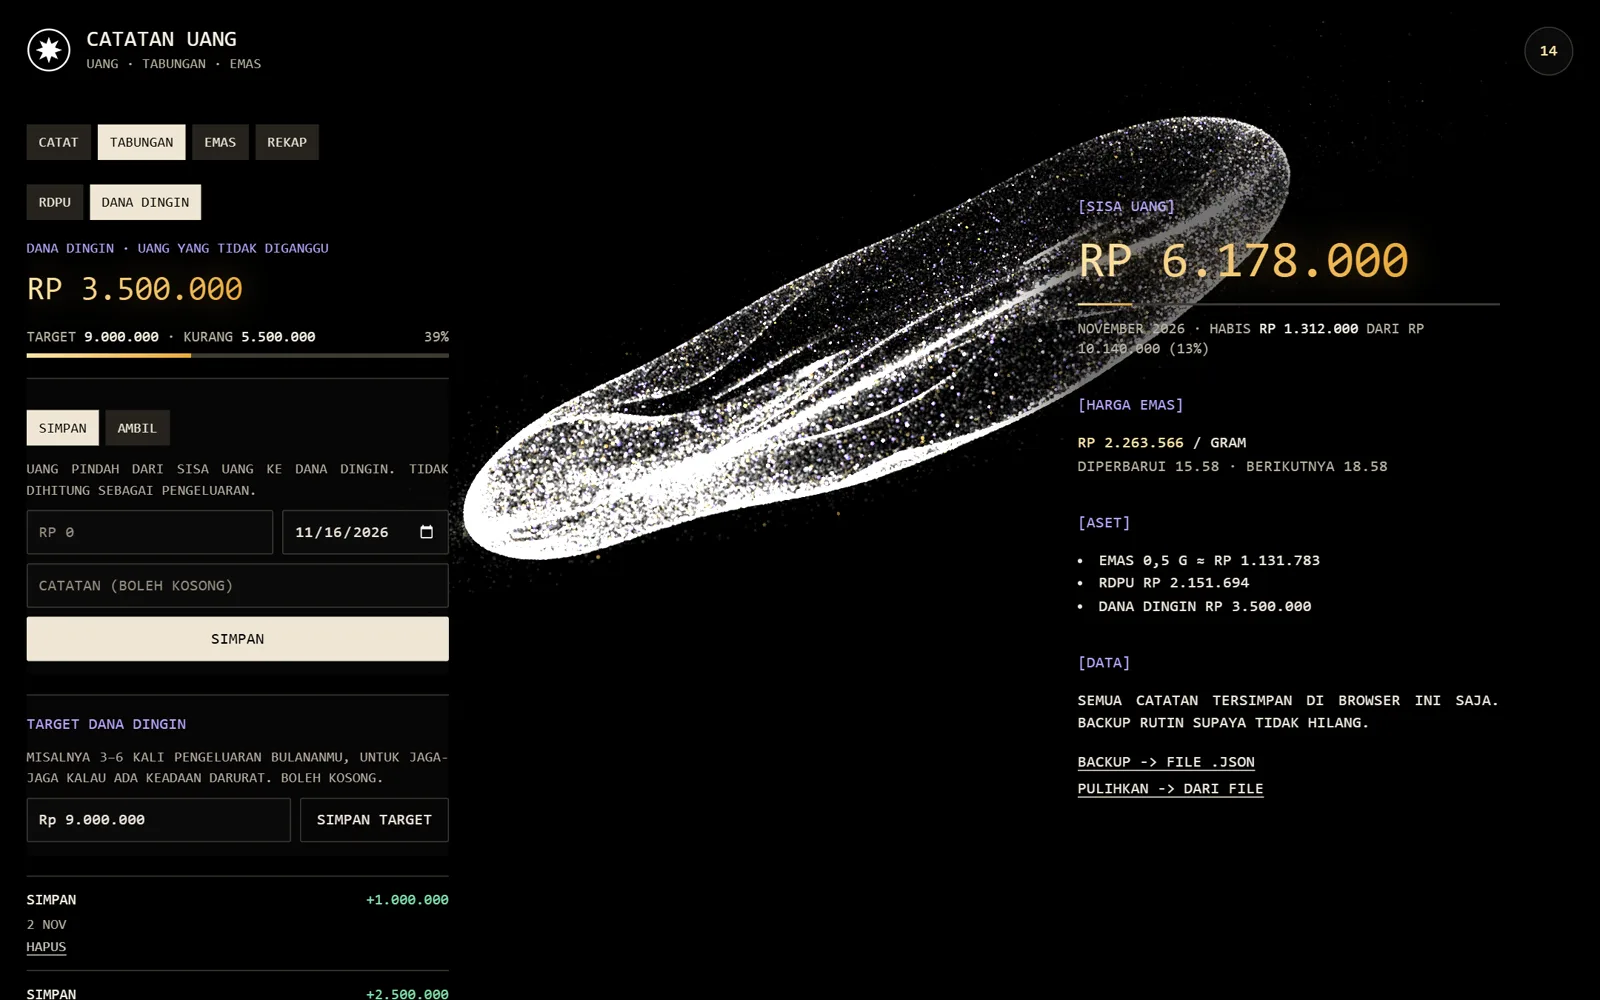 CATATAN UANG
UANG · TABUNGAN · EMAS
14
CATAT
TABUNGAN
EMAS
REKAP
RDPU
DANA DINGIN
DANA DINGIN · UANG YANG TIDAK DIGANGGU
RP 3.500.000
TARGET 9.000.000 · KURANG 5.500.000
39%
SIMPAN
AMBIL
UANG PINDAH DARI SISA UANG KE DANA DINGIN. TIDAK
DIHITUNG SEBAGAI PENGELUARAN.
RP 0
11/16/2026
CATATAN (BOLEH KOSONG)
SIMPAN
TARGET DANA DINGIN
MISALNYA 3–6 KALI PENGELUARAN BULANANMU, UNTUK JAGA-
JAGA KALAU ADA KEADAAN DARURAT. BOLEH KOSONG.
Rp 9.000.000
SIMPAN TARGET
SIMPAN
+1.000.000
2 NOV
HAPUS
SIMPAN
+2.500.000
[SISA UANG]
RP 6.178.000
NOVEMBER 2026 · HABIS RP 1.312.000 DARI RP
10.140.000 (13%)
[HARGA EMAS]
RP 2.263.566 / GRAM
DIPERBARUI 15.58 · BERIKUTNYA 18.58
[ASET]
• EMAS 0,5 G ≈ RP 1.131.783
• RDPU RP 2.151.694
• DANA DINGIN RP 3.500.000
[DATA]
SEMUA CATATAN TERSIMPAN DI BROWSER INI SAJA.
BACKUP RUTIN SUPAYA TIDAK HILANG.
BACKUP -> FILE .JSON
PULIHKAN -> DARI FILE